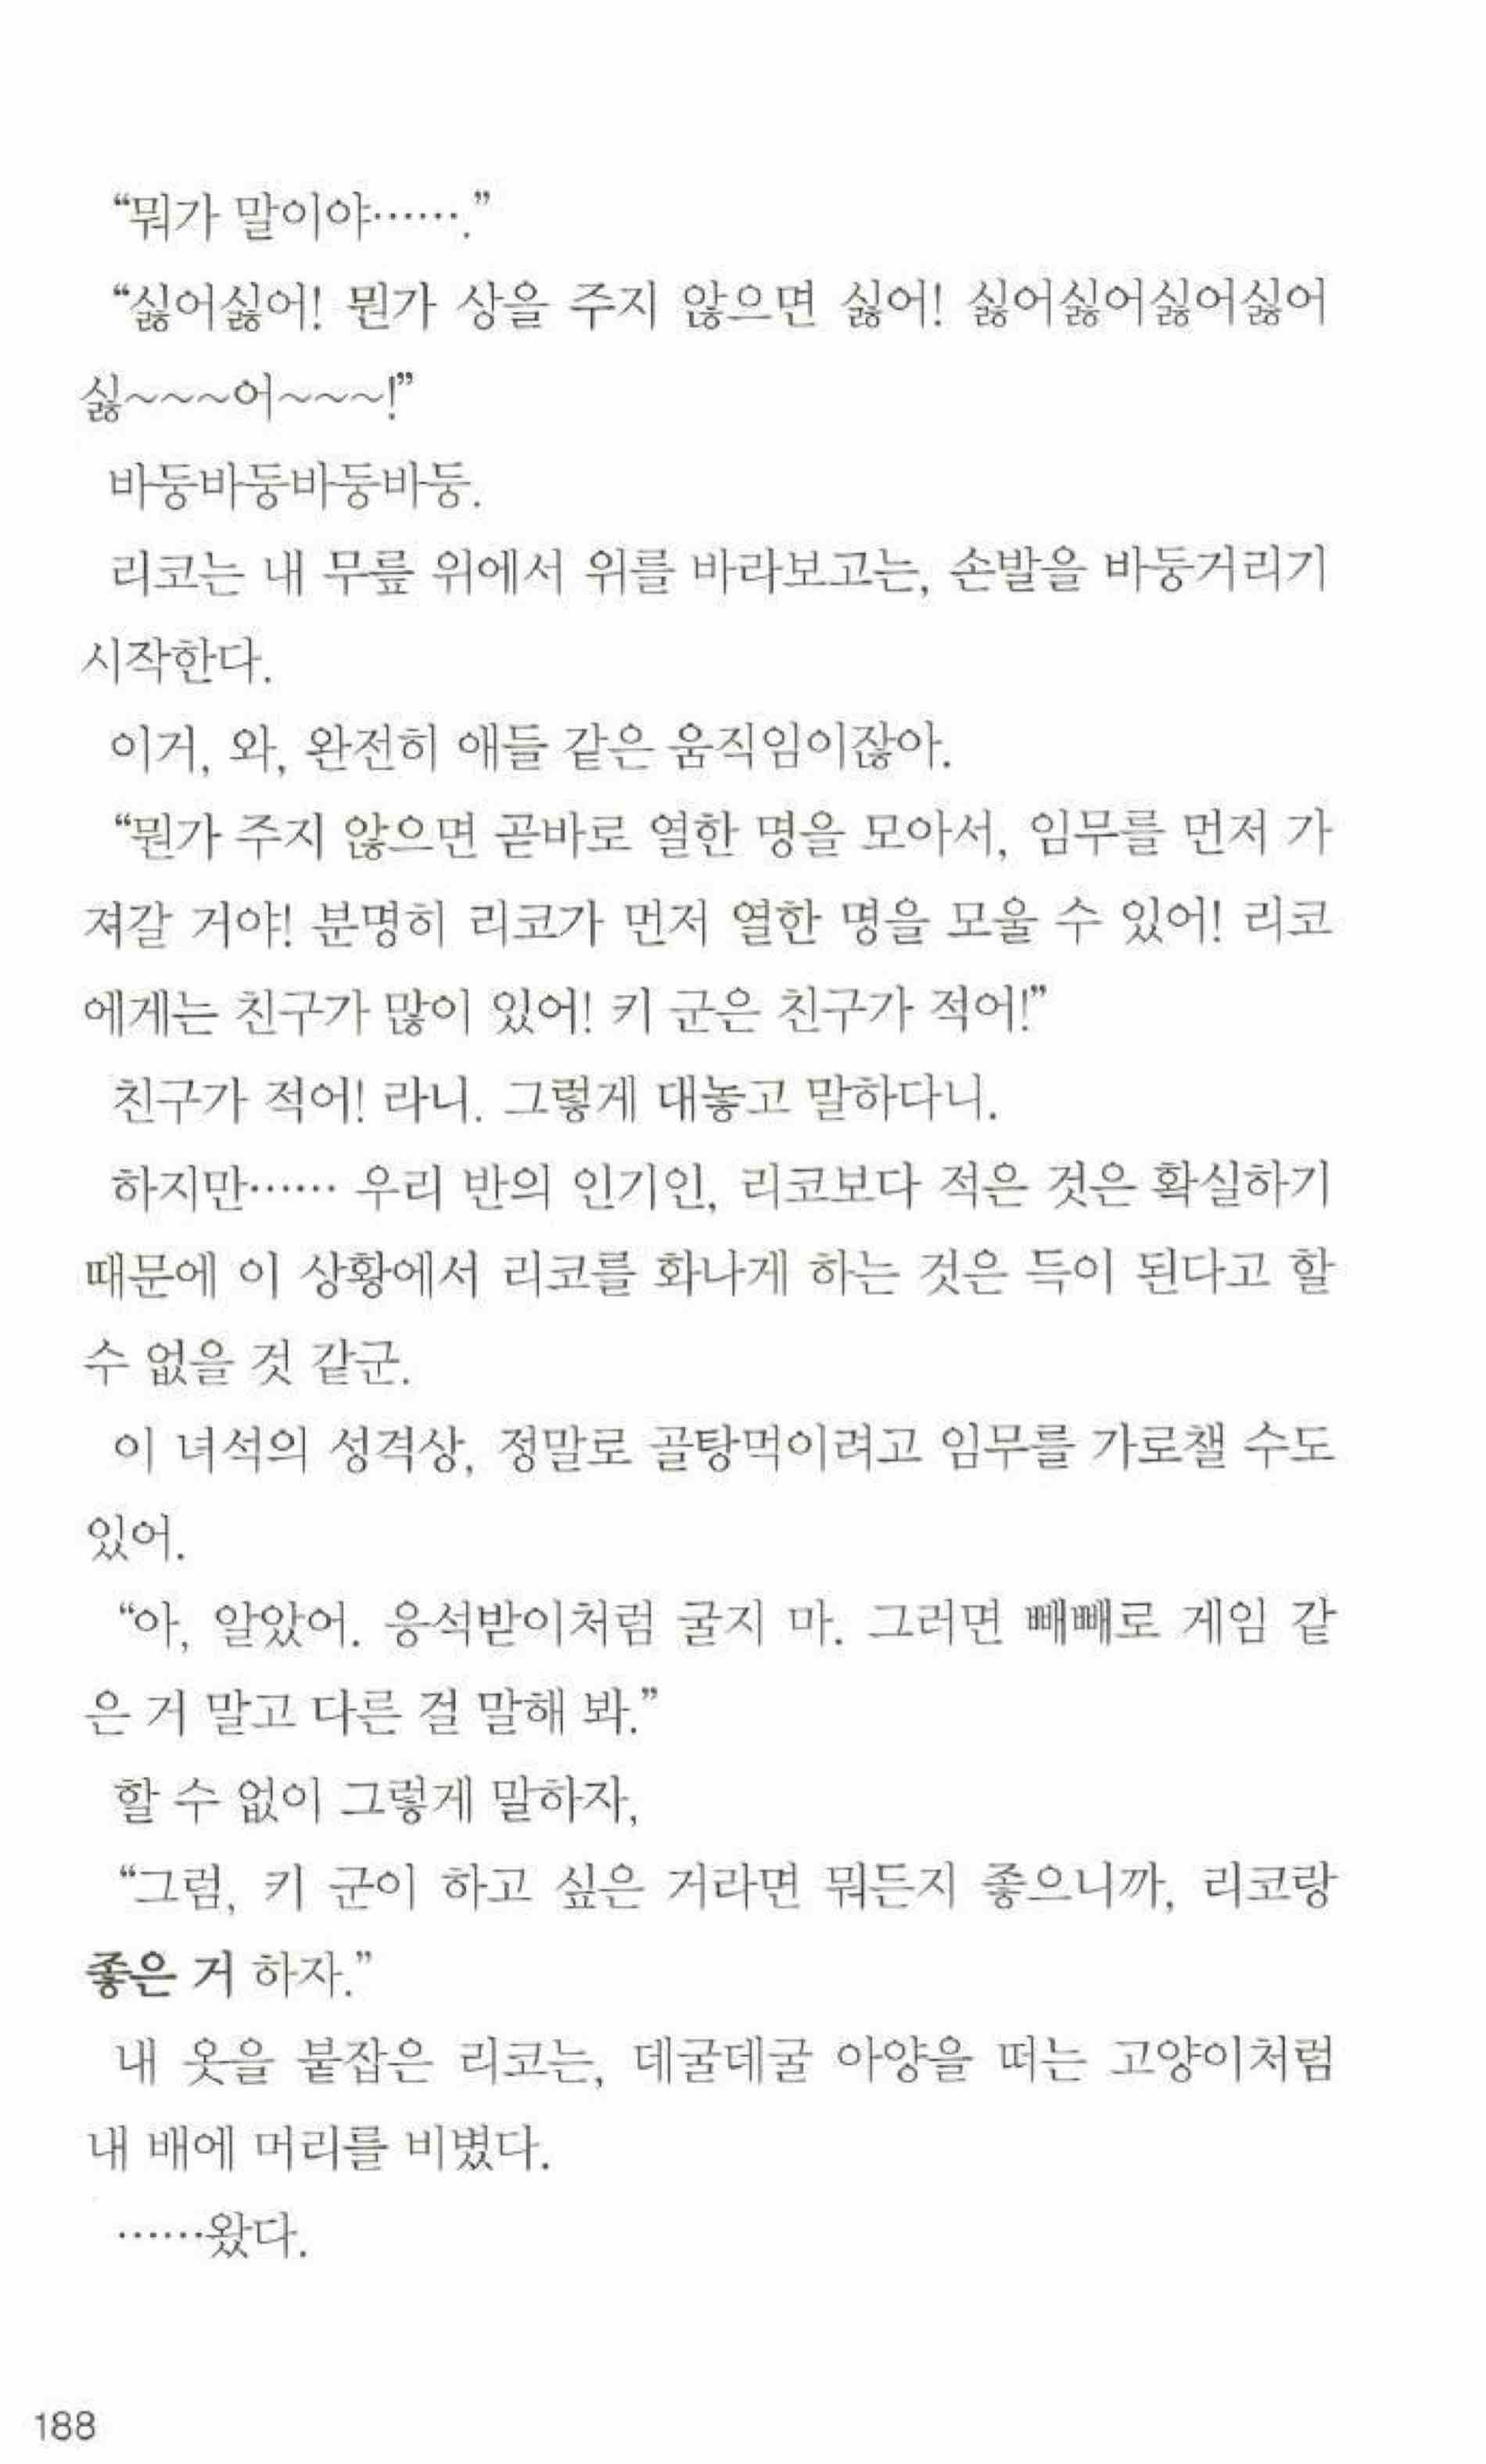 “뭐가 말이야…….”
“싫어싫어! 뭔가 상을 주지 않으면 싫어! 싫어싫어싫어싫어
싫~~~어~~~!”
바둥바둥바둥바둥.
리코는 내 무릎 위에서 위를 바라보고는, 손발을 바둥거리기
시작한다.
이거, 와, 완전히 애들 같은 움직임이잖아.
“뭔가 주지 않으면 곧바로 열한 명을 모아서, 임무를 먼저 가
져갈 거야! 분명히 리코가 먼저 열한 명을 모울 수 있어! 리코
에게는 친구가 많이 있어! 키 군은 친구가 적어!”
친구가 적어! 라니. 그렇게 대놓고 말하다니.
하지만…… 우리 반의 인기인, 리코보다 적은 것은 확실하기
때문에 이 상황에서 리코를 화나게 하는 것은 득이 된다고 할
수 없을 것 같군.
이 녀석의 성격상, 정말로 골탕먹이려고 임무를 가로챌 수도
있어.
“아, 알았어. 응석받이처럼 굴지 마. 그러면 빼빼로 게임 같
은 거 말고 다른 걸 말해 봐.”
할 수 없이 그렇게 말하자,
“그럼, 키 군이 하고 싶은 거라면 뭐든지 좋으니까, 리코랑
좋은 거 하자.”
내 옷을 붙잡은 리코는, 데굴데굴 아양을 떠는 고양이처럼
내 배에 머리를 비볐다.
……왔다.
188